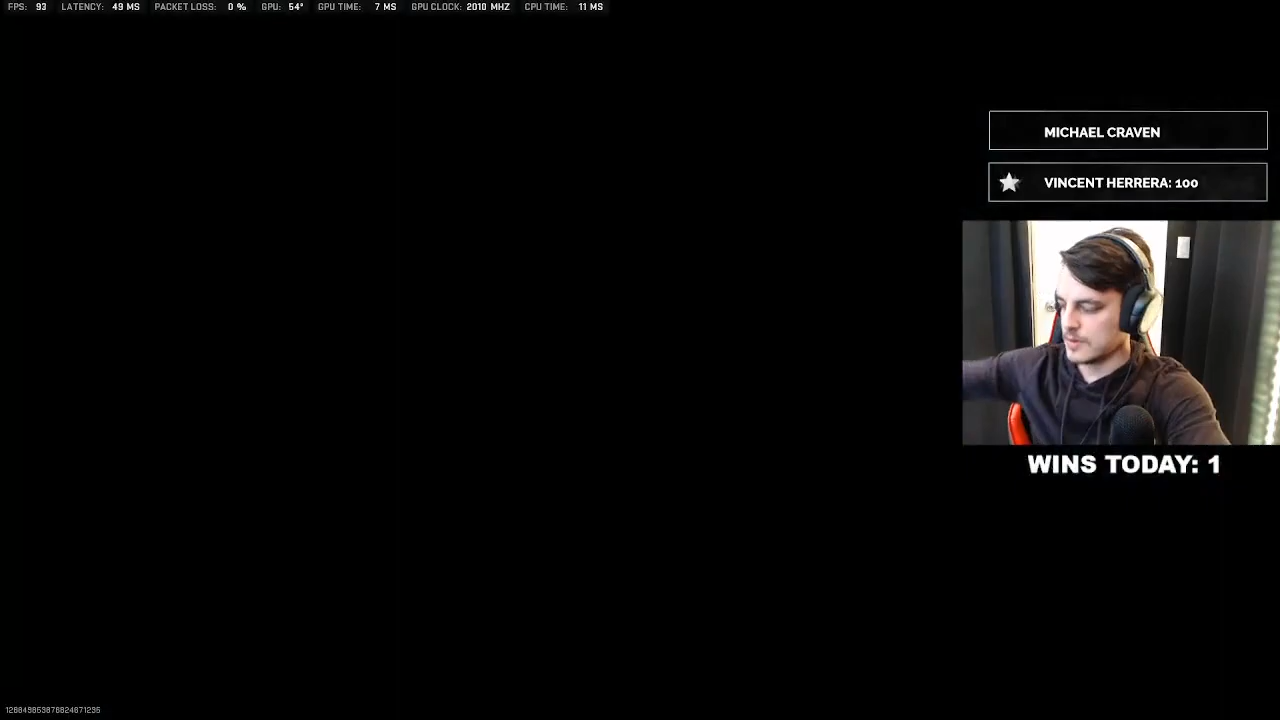 FPS: 93 LATENCY: 49 MS PACKET LOSS: 0 % GPU: 54° GPU TIME: 7 MS GPU CLOCK: 2010 MHZ CPU TIME: 11 MS
MICHAEL CRAVEN
VINCENT HERRERA: 100
WINS TODAY: 1